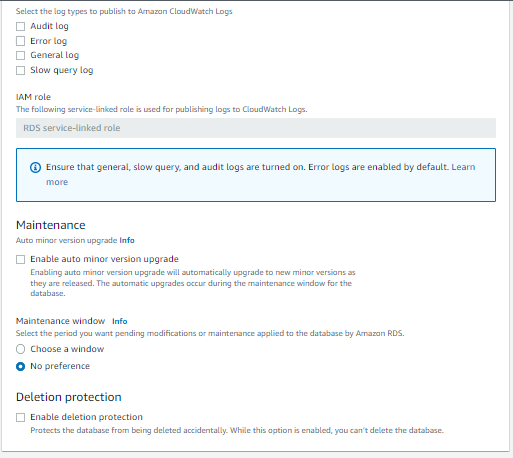 Select the log types to publish to Amazon CloudWatch Logs
Audit log
Error log
General log
Slow query log
IAM role
The following service-linked role is used for publishing logs to CloudWatch Logs.
RDS service-linked role
Ensure that general, slow query, and audit logs are turned on. Error logs are enabled by default. Learn
more
Maintenance
Auto minor version upgrade Info
Enable auto minor version upgrade
Enabling auto minor version upgrade will automatically upgrade to new minor versions as
they are released. The automatic upgrades occur during the maintenance window for the
database.
Maintenance window Info
Select the period you want pending modifications or maintenance applied to the database by Amazon RDS.
Choose a window
No preference
Deletion protection
Enable deletion protection
Protects the database from being deleted accidentally. While this option is enabled, you can't delete the database.